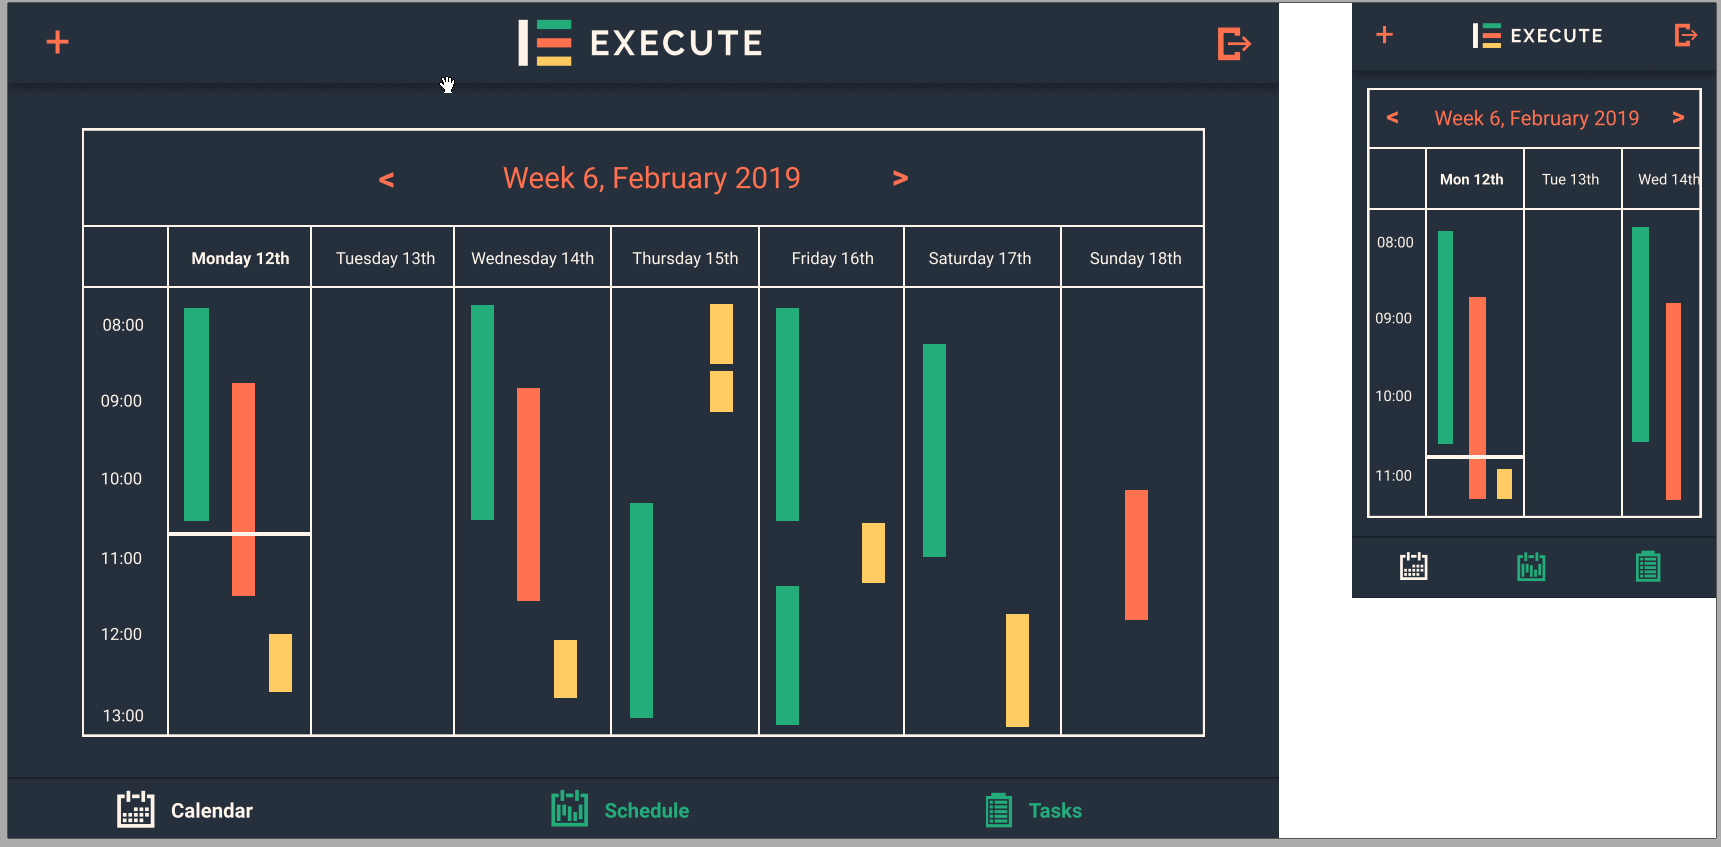 + EXECUTE
< Week 6, February 2019 >
Monday 12th Tuesday 13th Wednesday 14th Thursday 15th Friday 16th Saturday 17th Sunday 18th
08:00
09:00
10:00
11:00
12:00
13:00
Calendar Schedule Tasks
+ EXECUTE
< Week 6, February 2019 >
Mon 12th Tue 13th Wed 14th
08:00
09:00
10:00
11:00